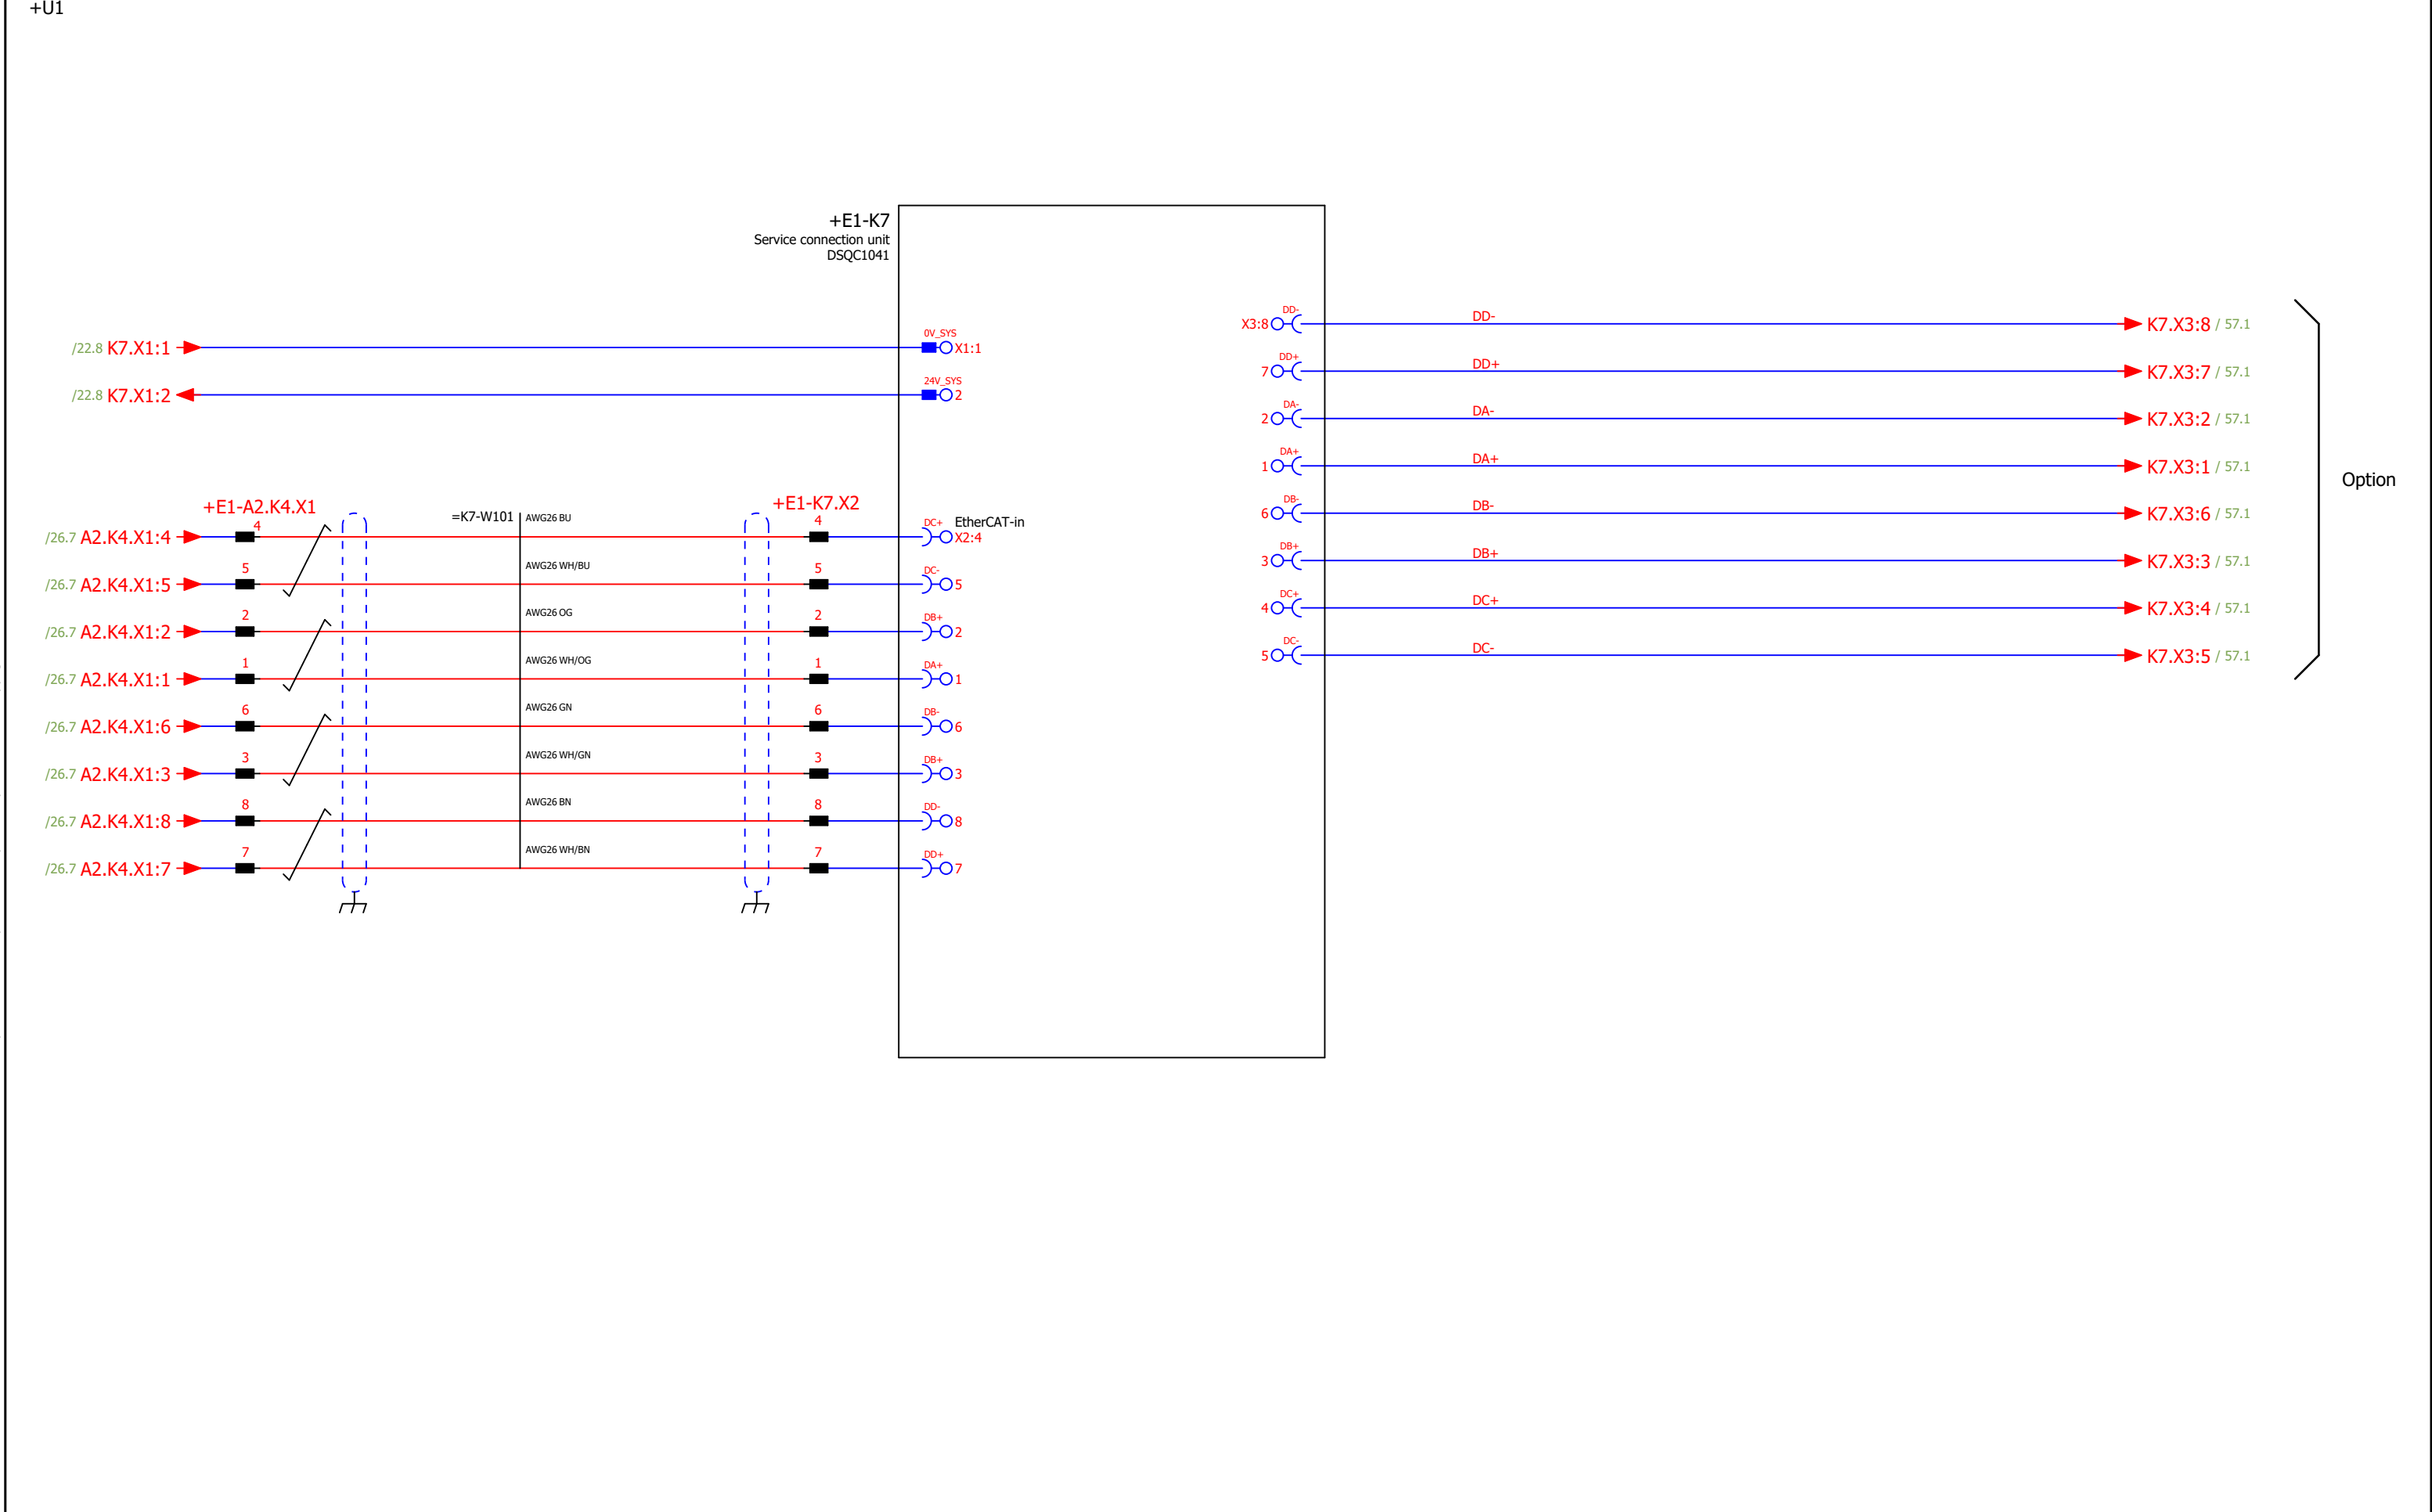 +U1
+E1-K7
Service connection unit
DSQC1041
/22.8 K7.X1:1
0V_SYS
X1:1
/22.8 K7.X1:2
24V_SYS
2
+E1-A2.K4.X1
=K7-W101
+E1-K7.X2
EtherCAT-in
/26.7 A2.K4.X1:4
4
AWG26 BU
4
DC+
X2:4
/26.7 A2.K4.X1:5
5
AWG26 WH/BU
5
DC-
5
/26.7 A2.K4.X1:2
2
AWG26 OG
2
DB+
2
/26.7 A2.K4.X1:1
1
AWG26 WH/OG
1
DA+
1
/26.7 A2.K4.X1:6
6
AWG26 GN
6
DB-
6
/26.7 A2.K4.X1:3
3
AWG26 WH/GN
3
DB+
3
/26.7 A2.K4.X1:8
8
AWG26 BN
8
DD-
8
/26.7 A2.K4.X1:7
7
AWG26 WH/BN
7
DD+
7
X3:8
DD-
DD-
K7.X3:8 / 57.1
7
DD+
DD+
K7.X3:7 / 57.1
2
DA-
DA-
K7.X3:2 / 57.1
1
DA+
DA+
K7.X3:1 / 57.1
6
DB-
DB-
K7.X3:6 / 57.1
3
DB+
DB+
K7.X3:3 / 57.1
4
DC+
DC+
K7.X3:4 / 57.1
5
DC-
DC-
K7.X3:5 / 57.1
Option